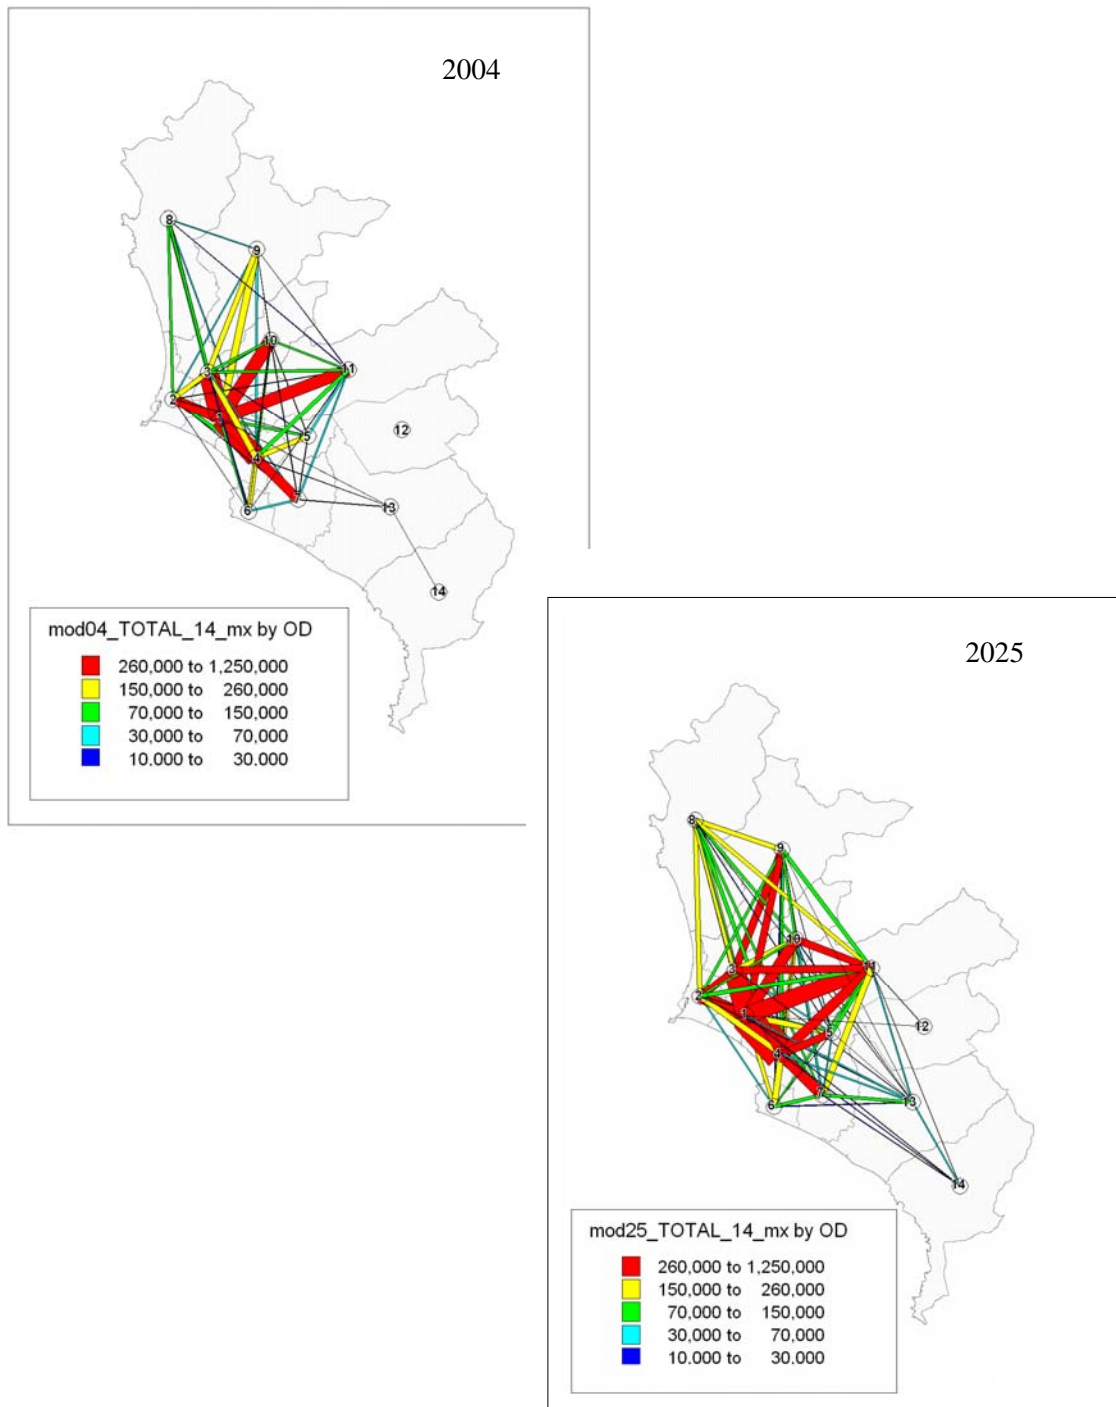 2004
8
9
10
3
11
2
1
5
12
4
7
6
13
14
mod04_TOTAL_14_mx by OD
260,000 to 1,250,000
150,000 to 260,000
70,000 to 150,000
30,000 to 70,000
10.000 to 30.000
2025
8
9
10
3
11
2
1
5
12
4
7
6
13
14
mod25_TOTAL_14_mx by OD
260,000 to 1,250,000
150,000 to 260,000
70,000 to 150,000
30,000 to 70,000
10.000 to 30.000